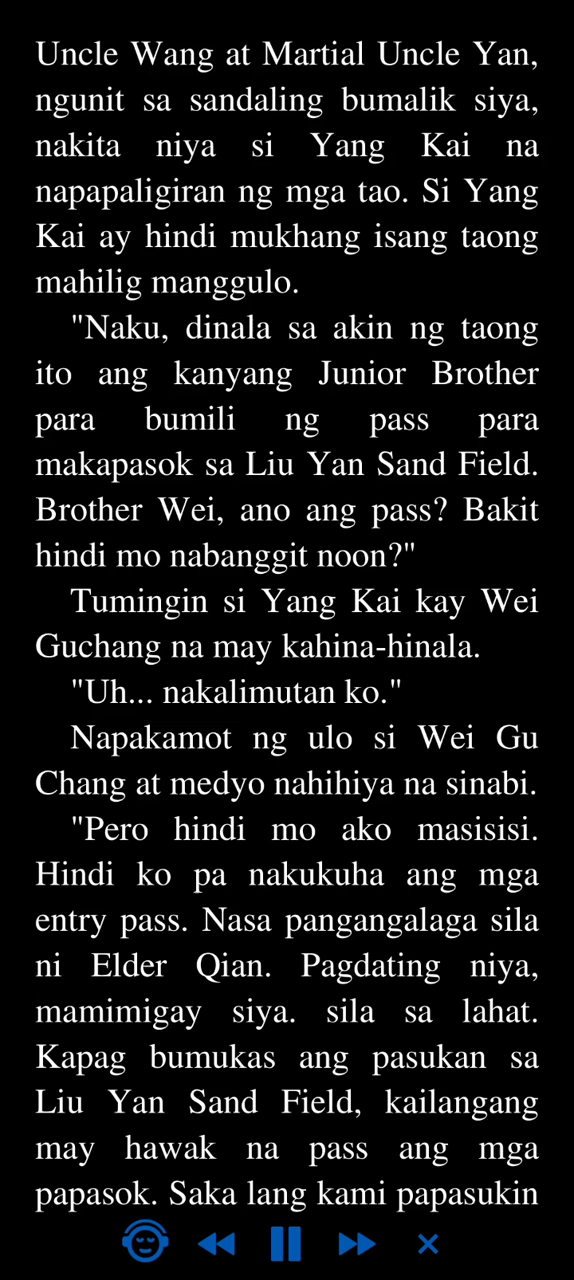 Uncle Wang at Martial Uncle Yan,
ngunit sa sandaling bumalik siya,
nakita niya si Yang Kai na
napapaligiran ng mga tao. Si Yang
Kai ay hindi mukhang isang taong
mahilig manggulo.
"Naku, dinala sa akin ng taong
ito ang kanyang Junior Brother
para bumili ng pass para
makapasok sa Liu Yan Sand Field.
Brother Wei, ano ang pass? Bakit
hindi mo nabanggit noon?"
Tumingin si Yang Kai kay Wei
Guchang na may kahina-hinala.
"Uh... nakalimutan ko."
Napakamot ng ulo si Wei Gu
Chang at medyo nahihiya na sinabi.
"Pero hindi mo ako masisisi.
Hindi ko pa nakukuha ang mga
entry pass. Nasa pangangalaga sila
ni Elder Qian. Pagdating niya,
mamimigay siya. sila sa lahat.
Kapag bumukas ang pasukan sa
Liu Yan Sand Field, kailangang
may hawak na pass ang mga
papasok. Saka lang kami papasukin